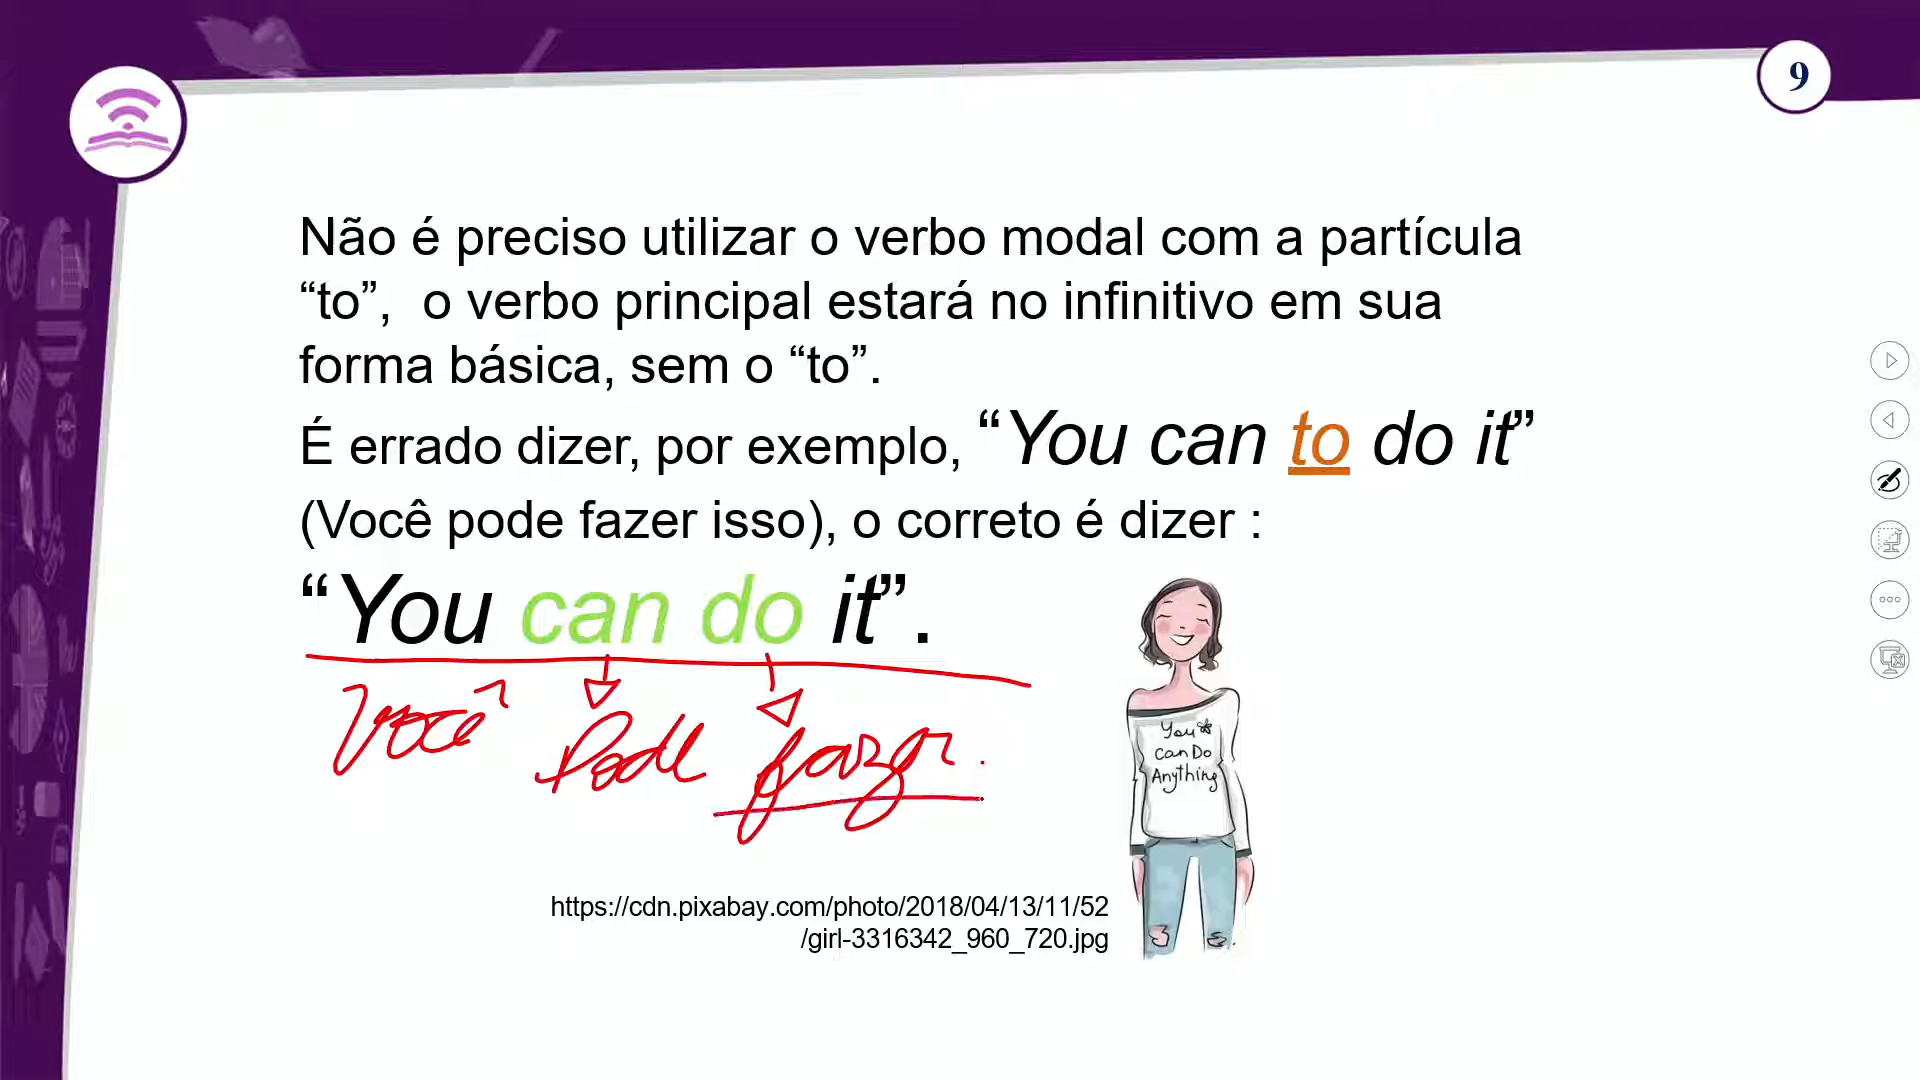 9
Não é preciso utilizar o verbo modal com a partícula
“to”, o verbo principal estará no infinitivo em sua
forma básica, sem o “to”.
É errado dizer, por exemplo, “You can to do it”
(Você pode fazer isso), o correto é dizer :
“You can do it”.
Você Pode fazer.
You
Can Do
Anything
https://cdn.pixabay.com/photo/2018/04/13/11/52
/girl-3316342_960_720.jpg